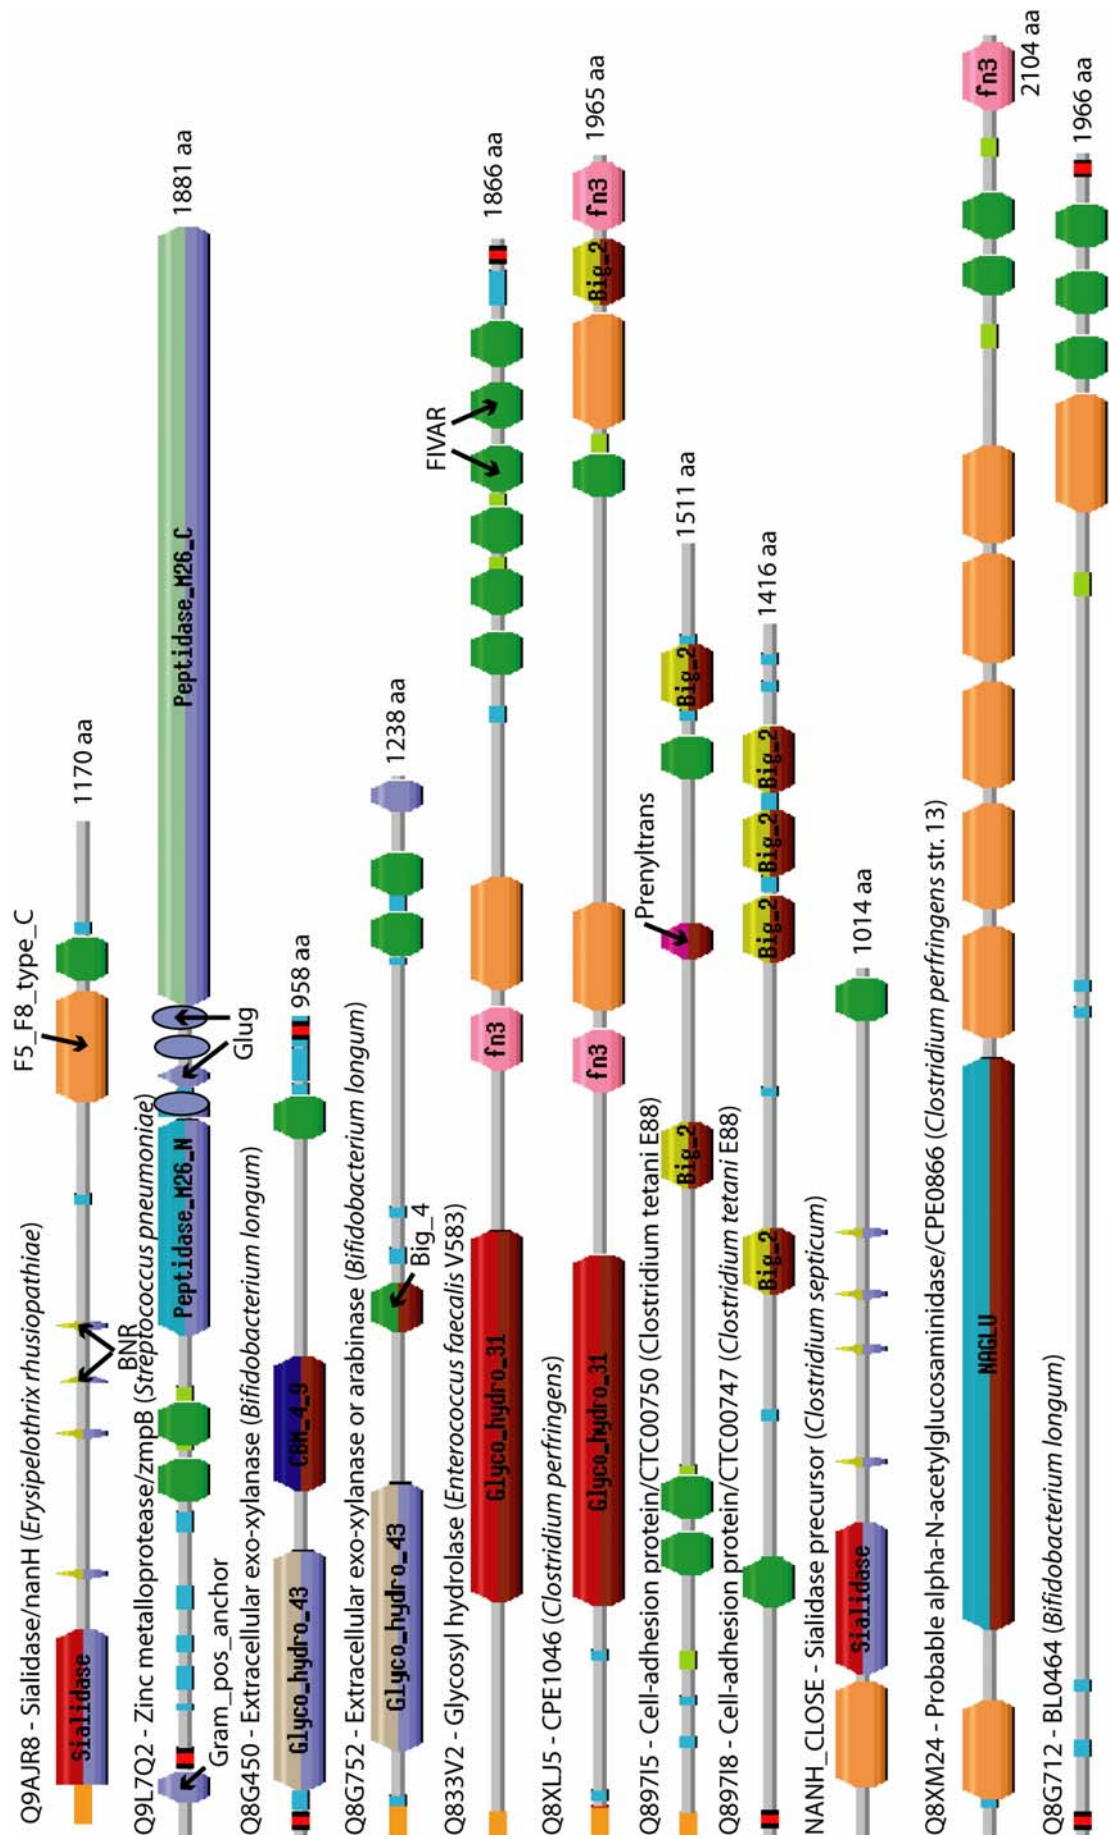 Q9AJR8 - Sialidase/nanH (Erysipelothrix rhusiopathiae)
F5_F8_type_C
1170 aa
Sialidase
BNR
Q9L7Q2 - Zinc metalloprotease/zmpB (Streptococcus pneumoniae)
1881 aa
Peptidase_M26_N
Peptidase_M26_C
Gram_pos_anchor
Glug
Q8G450 - Extracellular exo-xylanase (Bifidobacterium longum)
958 aa
Glyco_hydro_43
CBM_4_9
Q8G752 - Extracellular exo-xylanase or arabinase (Bifidobacterium longum)
1238 aa
Glyco_hydro_43
Big_4
Q833V2 - Glycosyl hydrolase (Enterococcus faecalis V583)
FIVAR
1866 aa
Glyco_hydro_31
fn3
Q8XLJ5 - CPE1046 (Clostridium perfringens)
1965 aa
Glyco_hydro_31
fn3
Big_2
fn3
Q897I5 - Cell-adhesion protein/CTC00750 (Clostridium tetani E88)
Prenyltrans
1511 aa
Big_2
Big_2
Q897I8 - Cell-adhesion protein/CTC00747 (Clostridium tetani E88)
1416 aa
Big_2
Big_2
Big_2
Big_2
NANH_CLOSE - Sialidase precursor (Clostridium septicum)
1014 aa
Sialidase
Q8XM24 - Probable alpha-N-acetylglucosaminidase/CPE0866 (Clostridium perfringens str. 13)
NAGLU
fn3
2104 aa
Q8G712 - BL0464 (Bifidobacterium longum)
1966 aa